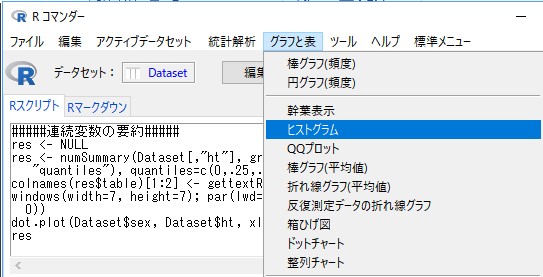 R コマンダー
ファイル 編集 アクティブデータセット 統計解析 グラフと表 ツール ヘルプ 標準メニュー
データセット： Dataset 編集
Rスクリプト Rマークダウン
#####連続変数の要約#####
res <- NULL
res <- numSummary(Dataset[,"ht"], gr
"quantiles"), quantiles=c(0,.25,
colnames(res$table)[1:2] <- gettextR
windows(width=7, height=7); par(lwd=
0))
dot.plot(Dataset$sex, Dataset$ht, xl
res
棒グラフ(頻度)
円グラフ(頻度)
幹葉表示
ヒストグラム
QQプロット
棒グラフ(平均値)
折れ線グラフ(平均値)
反復測定データの折れ線グラフ
箱ひげ図
ドットチャート
整列チャート